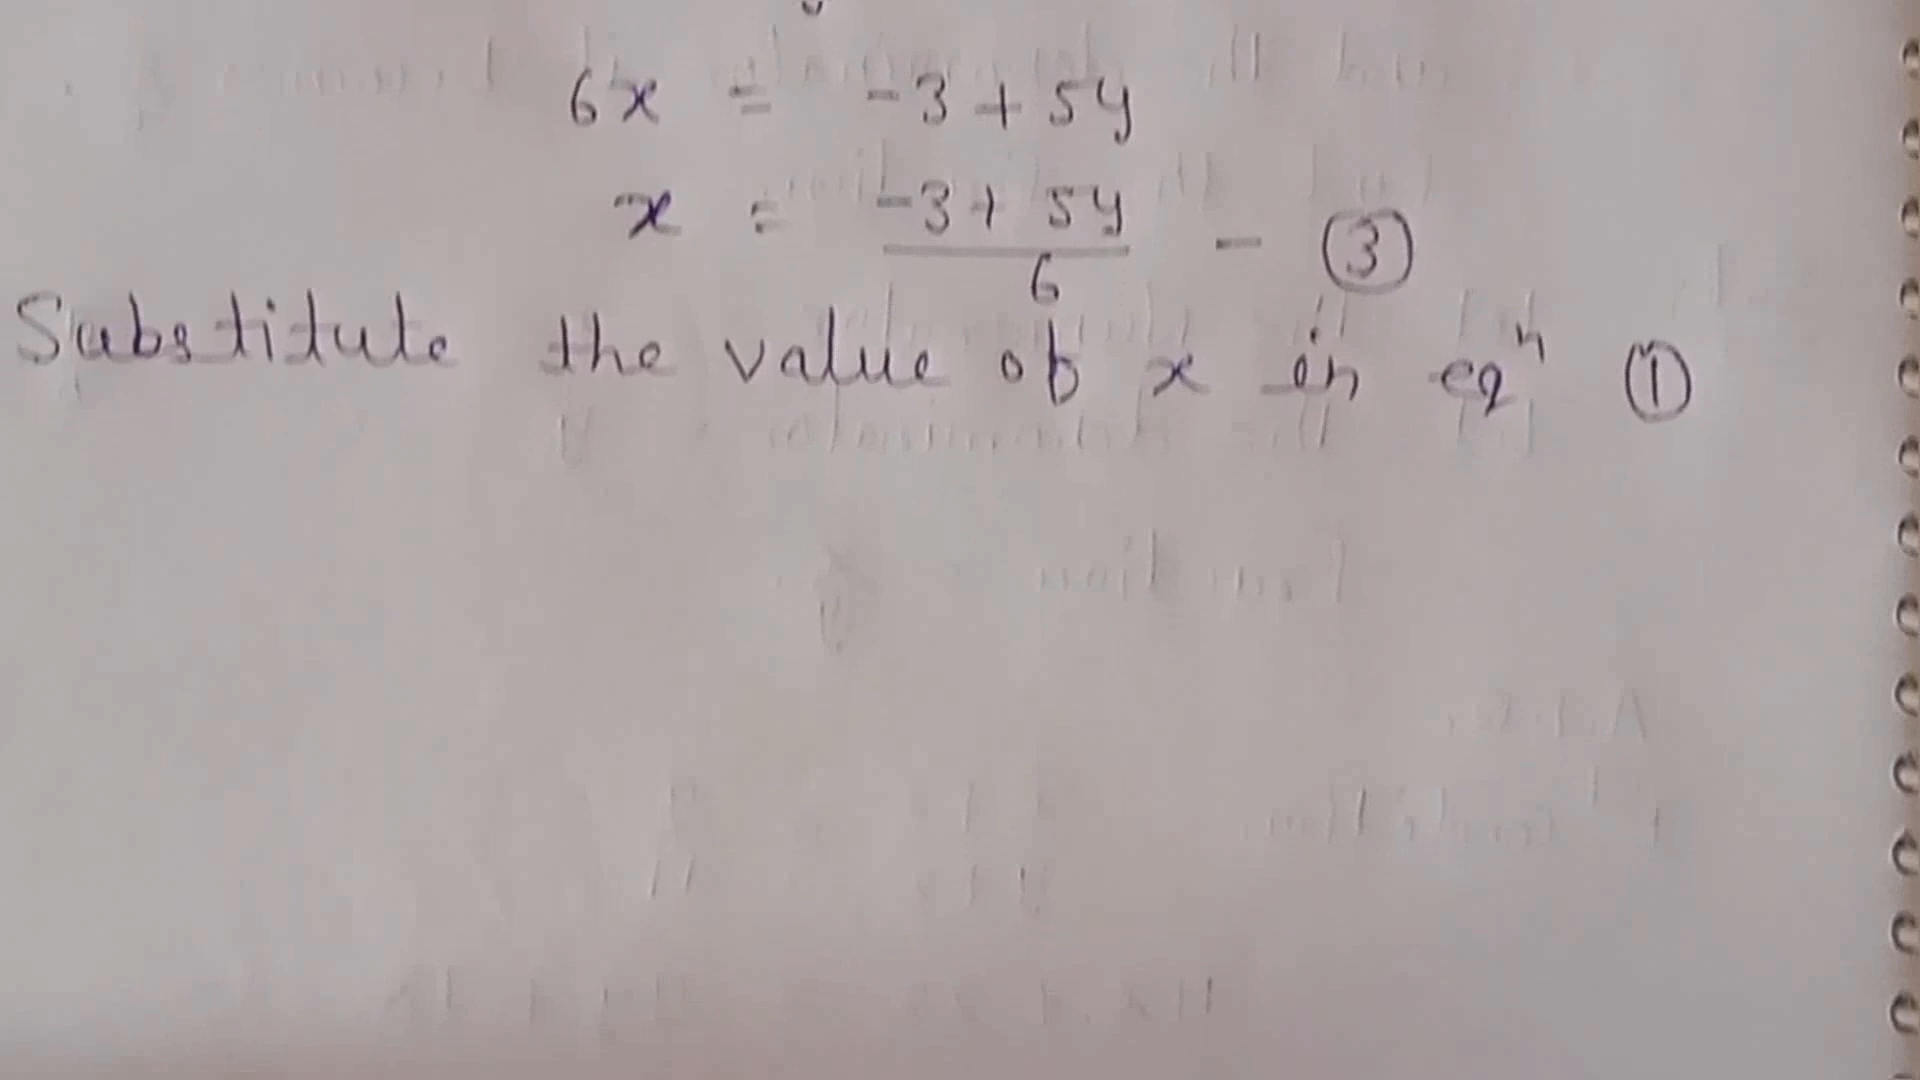 6x = -3 + 5y
x = -3 + 5y / 6 - ③
Substitute the value of x in eqⁿ ①